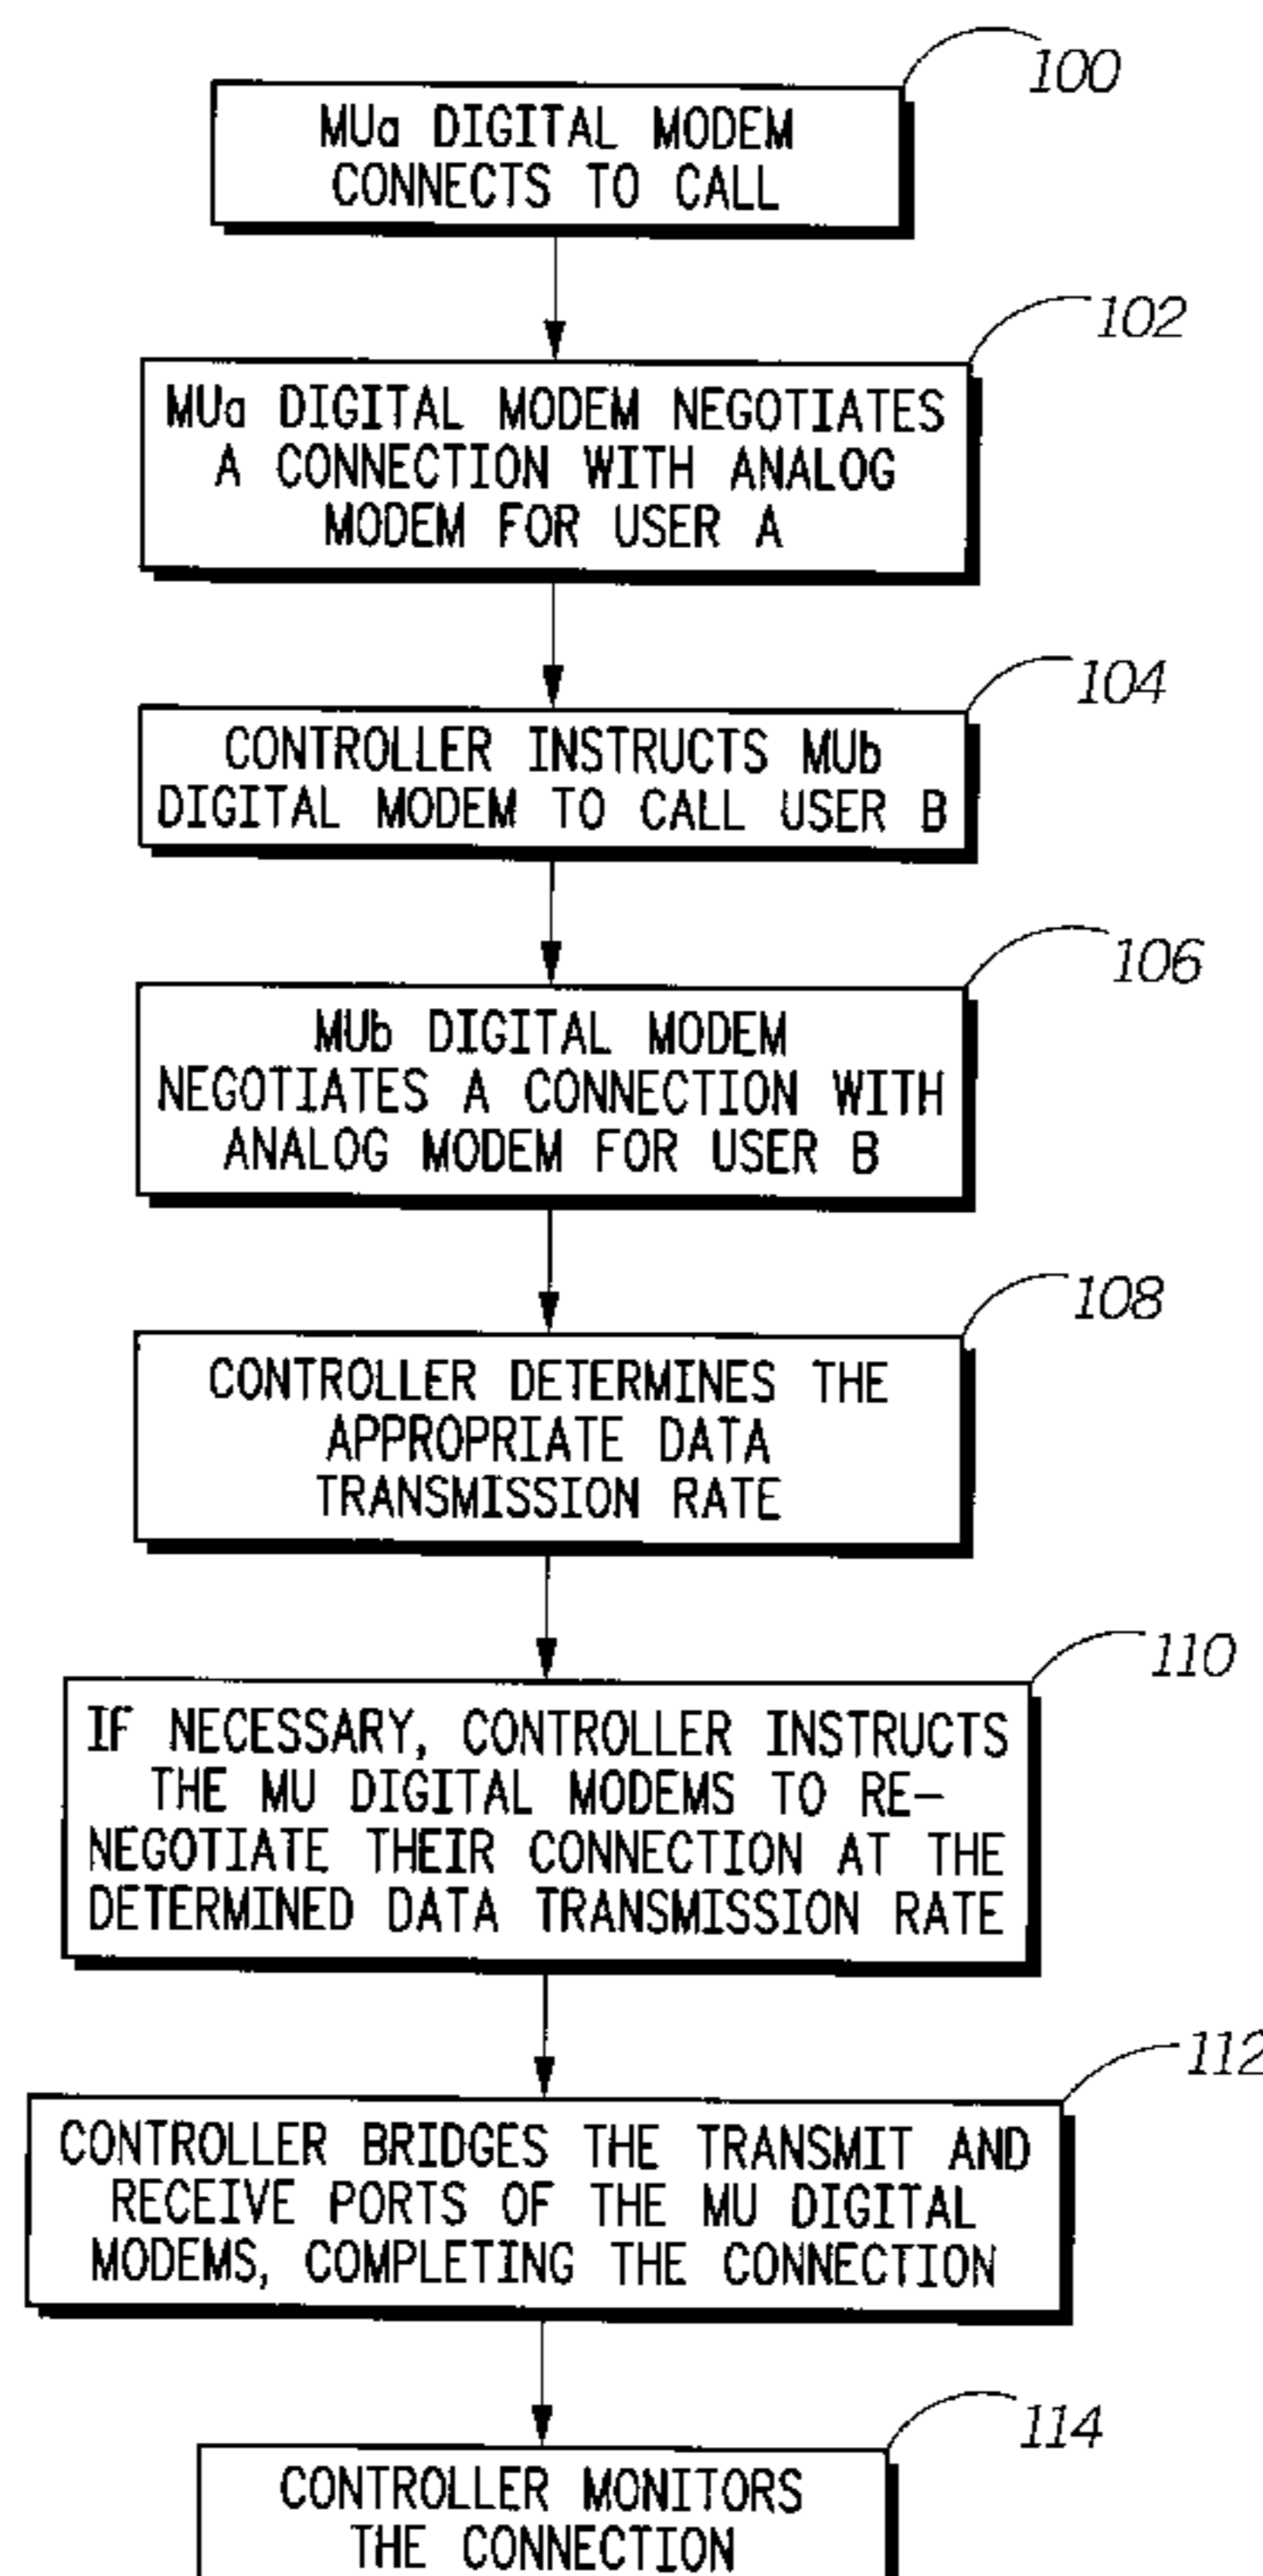 100
MUa DIGITAL MODEM
CONNECTS TO CALL
102
MUa DIGITAL MODEM NEGOTIATES
A CONNECTION WITH ANALOG
MODEM FOR USER A
104
CONTROLLER INSTRUCTS MUb
DIGITAL MODEM TO CALL USER B
106
MUb DIGITAL MODEM
NEGOTIATES A CONNECTION WITH
ANALOG MODEM FOR USER B
108
CONTROLLER DETERMINES THE
APPROPRIATE DATA
TRANSMISSION RATE
110
IF NECESSARY, CONTROLLER INSTRUCTS
THE MU DIGITAL MODEMS TO RE-
NEGOTIATE THEIR CONNECTION AT THE
DETERMINED DATA TRANSMISSION RATE
112
CONTROLLER BRIDGES THE TRANSMIT AND
RECEIVE PORTS OF THE MU DIGITAL
MODEMS, COMPLETING THE CONNECTION
114
CONTROLLER MONITORS
THE CONNECTION